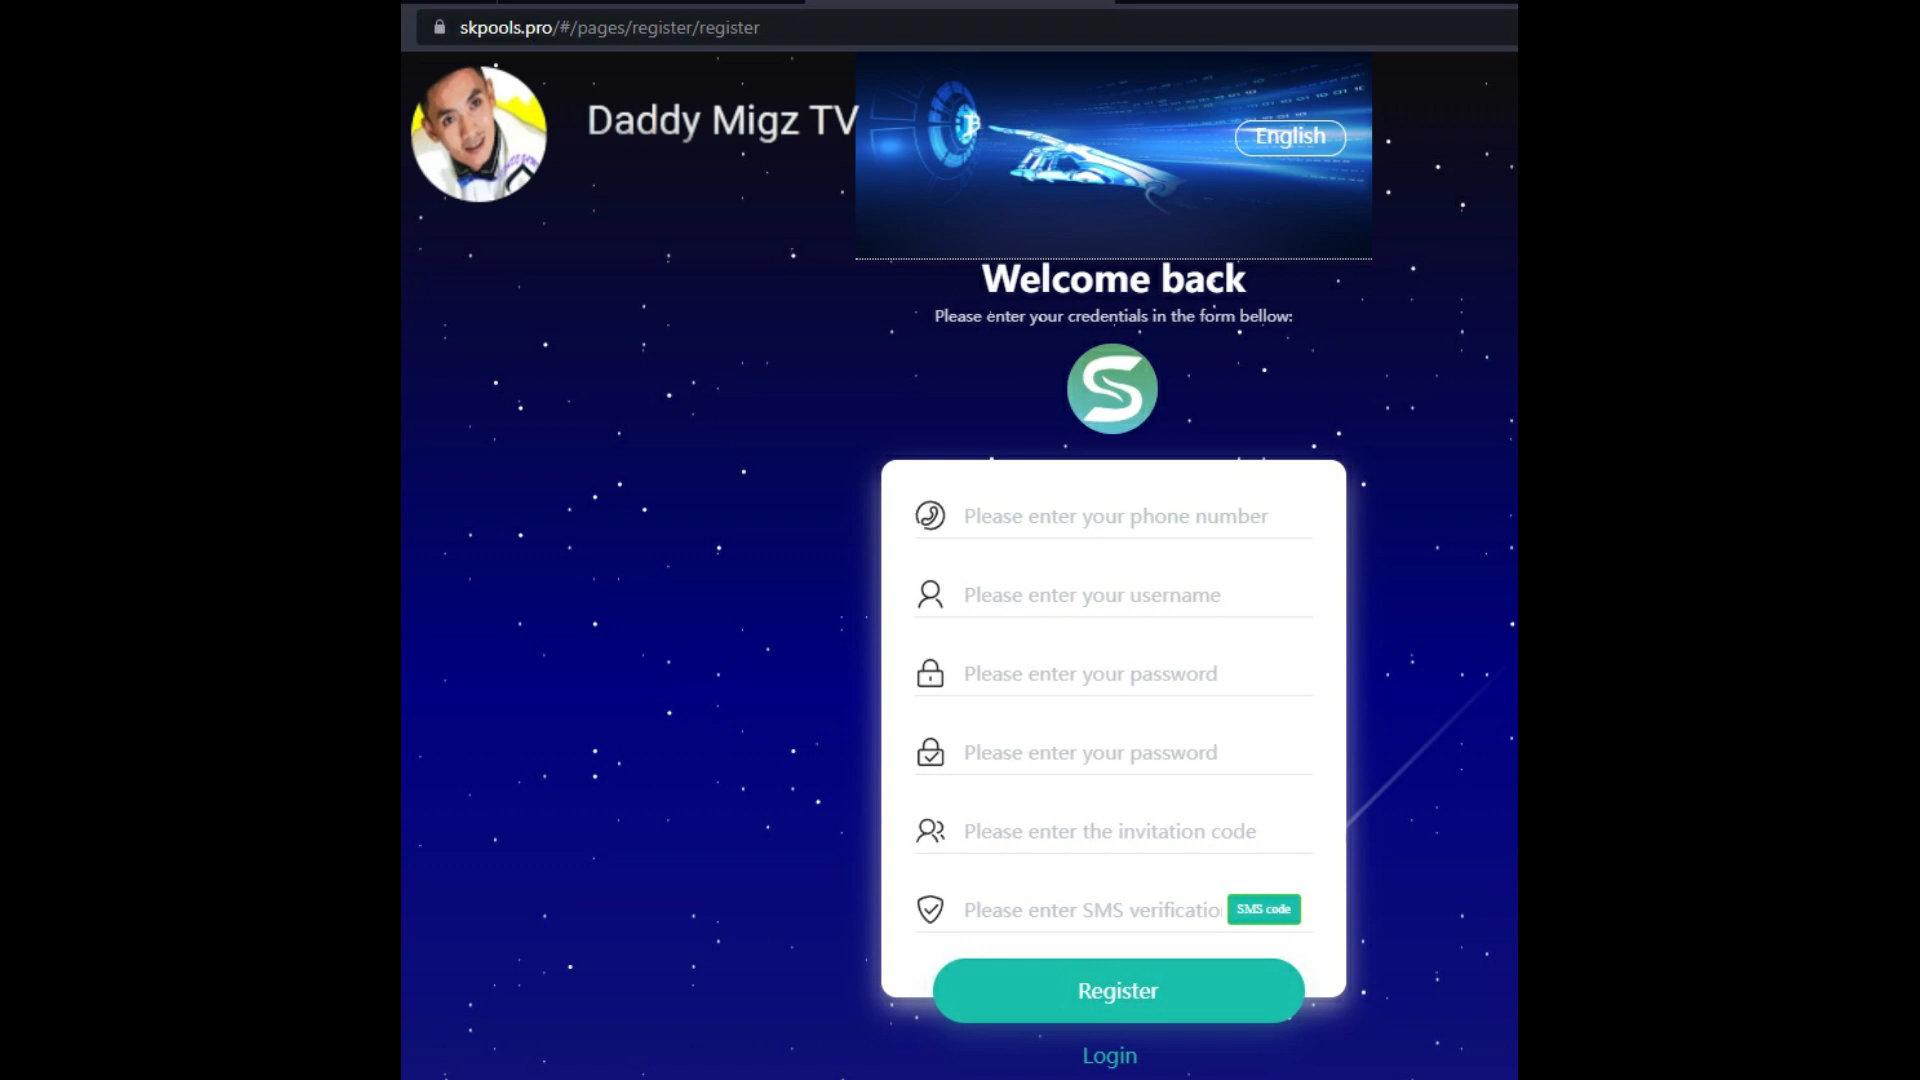 skpools.pro/#/pages/register/register
Daddy Migz TV
English
Welcome back
Please enter your credentials in the form bellow:
Please enter your phone number
Please enter your username
Please enter your password
Please enter your password
Please enter the invitation code
Please enter SMS verificatio
SMS code
Register
Login